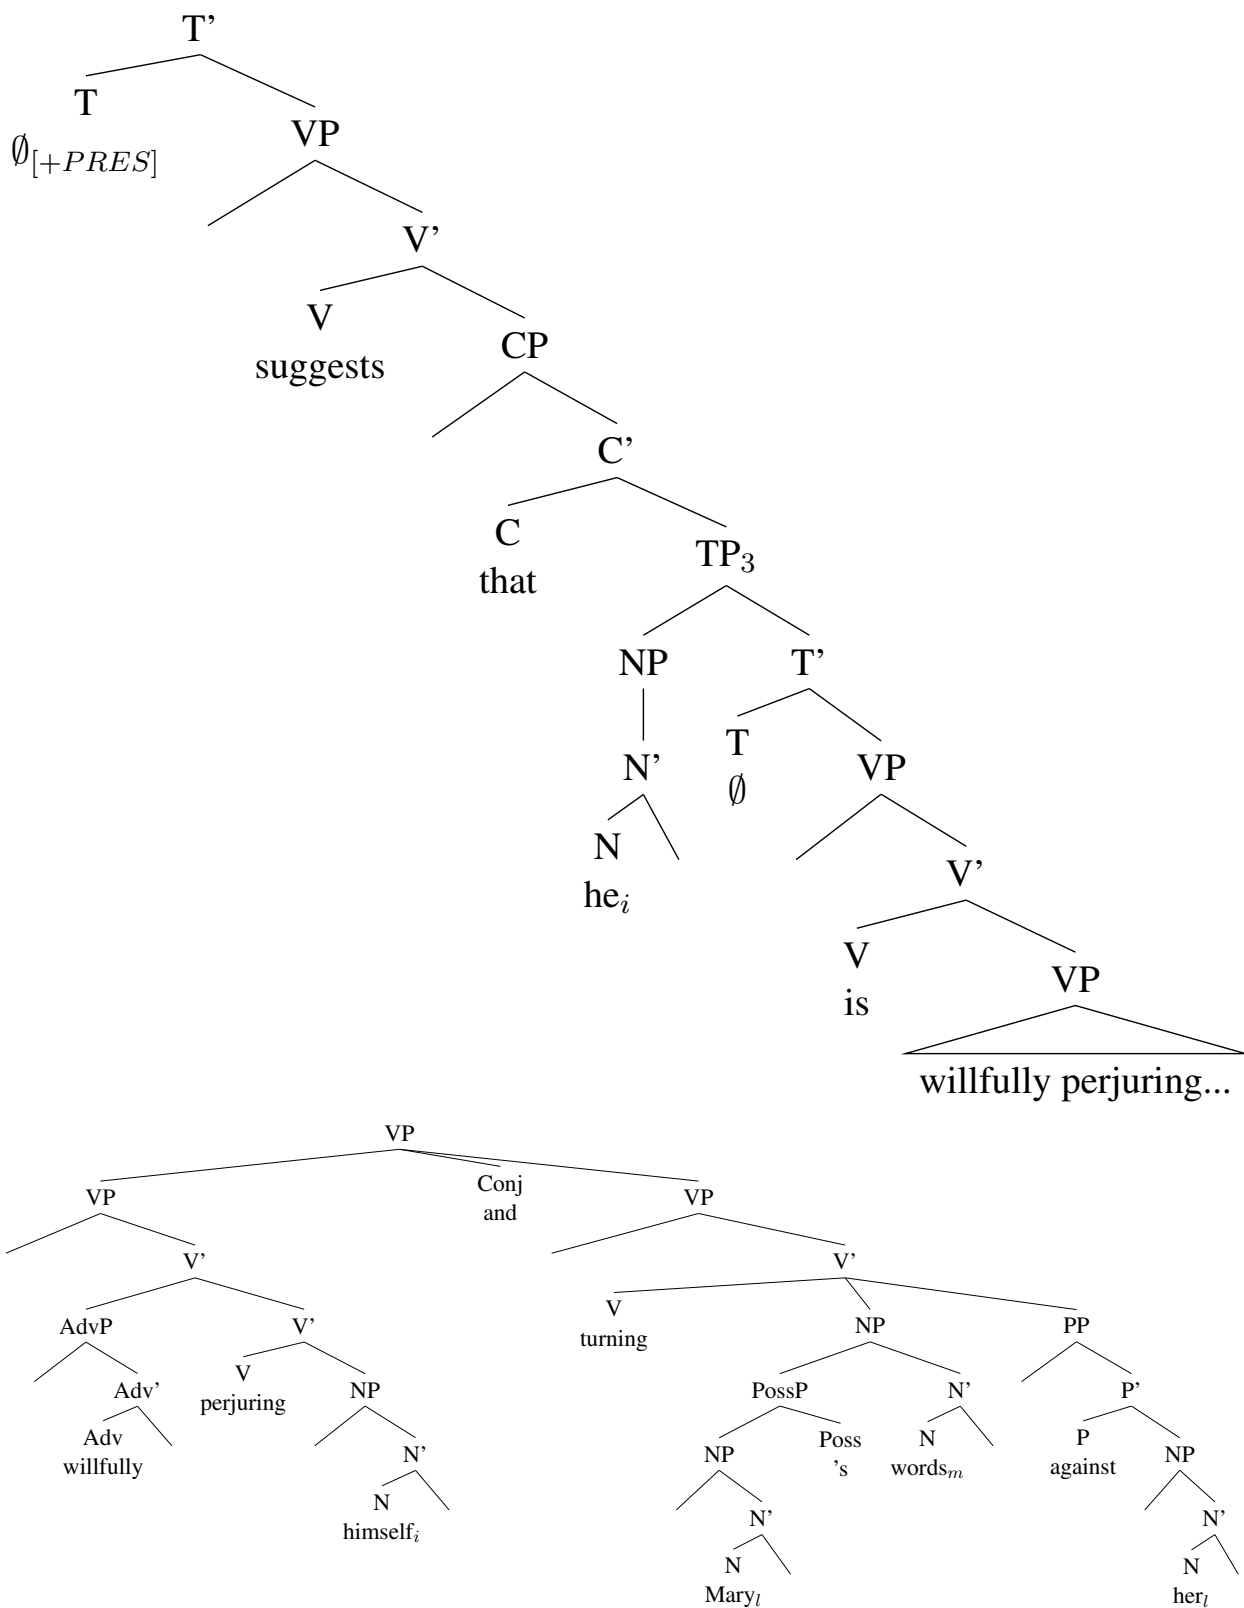 T’
T
∅[+PRES]
VP
V’
V
suggests
CP
C’
C
that
TP₃
NP
T’
T
∅
N’
VP
N
heᵢ
V’
V
is
VP
willfully perjuring...
VP
VP
Conj
and
VP
V’
V’
AdvP
V’
V
turning
NP
PP
Adv’
V
perjuring
NP
PossP
N’
P’
Adv
willfully
N’
NP
Poss
’s
N
wordsₘ
P
against
NP
N
himselfᵢ
N’
N’
N
Maryₗ
N
herₗ